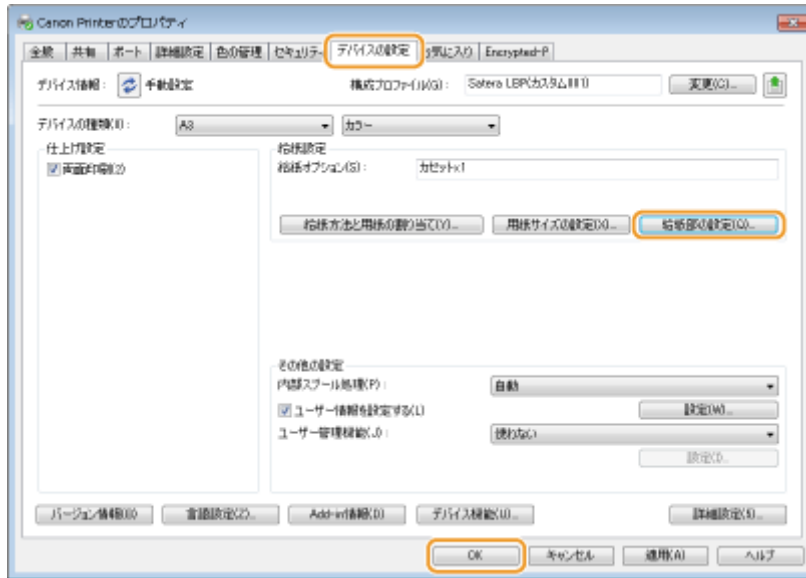 Canon Printerのプロパティ
全般 共有 ポート 詳細設定 色の管理 セキュリティ デバイスの設定 お気に入り Encrypted-P
デバイス情報: 手動設定 構成プロファイル(G): Satera LBP(カスタム 変更(C)...
デバイスの種類(I): A3 カラー
仕上げ設定 給紙設定
両面印刷(2) 給紙オプション(S): カセット×1
給紙方法と用紙の割り当て(Y)... 用紙サイズの設定(X)... 給紙部の設定(Q)...
その他の設定
内部スプール処理(P): 自動
ユーザー情報を設定する(L) 設定(W)...
ユーザー管理機能(J): 使わない
設定
バージョン情報 言語設定(Z)... Add-in情報(D) デバイス機能(U)... 詳細設定
OK キャンセル 適用(A) ヘルプ